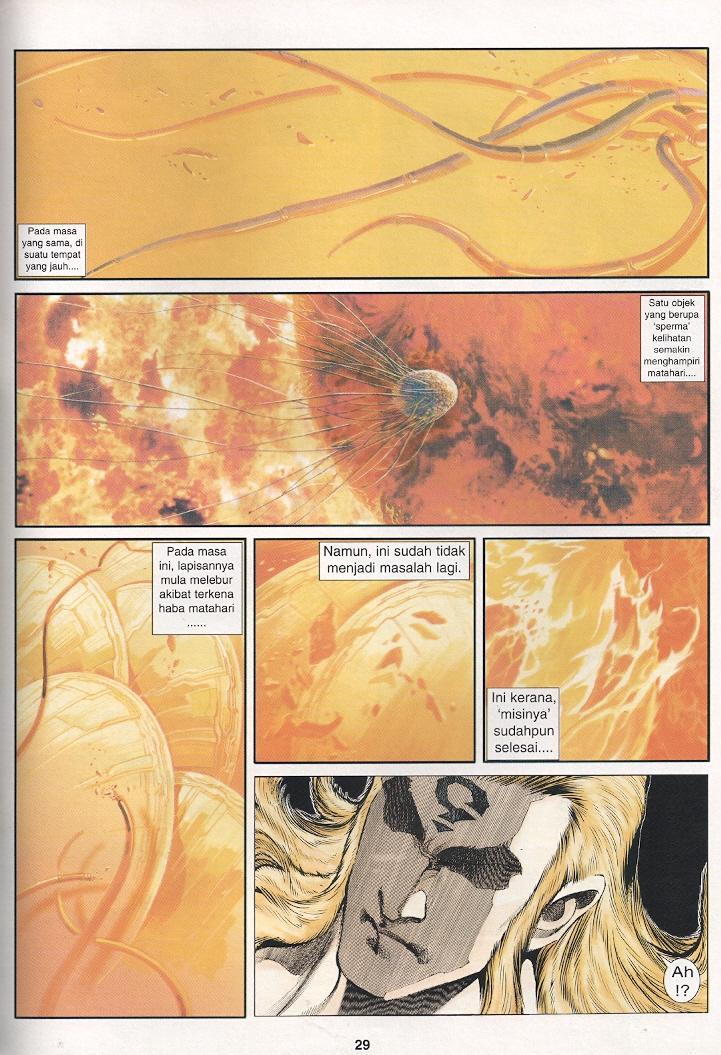 Pada masa
yang sama, di
suatu tempat
yang jauh....
Satu objek
yang berupa
'sperma'
kelihatan
semakin
menghampiri
matahari....
Pada masa
ini, lapisannya
mula melebur
akibat terkena
haba matahari
......
Namun, ini sudah tidak
menjadi masalah lagi.
Ini kerana,
'misinya'
sudahpun
selesai....
Ah
!?
29